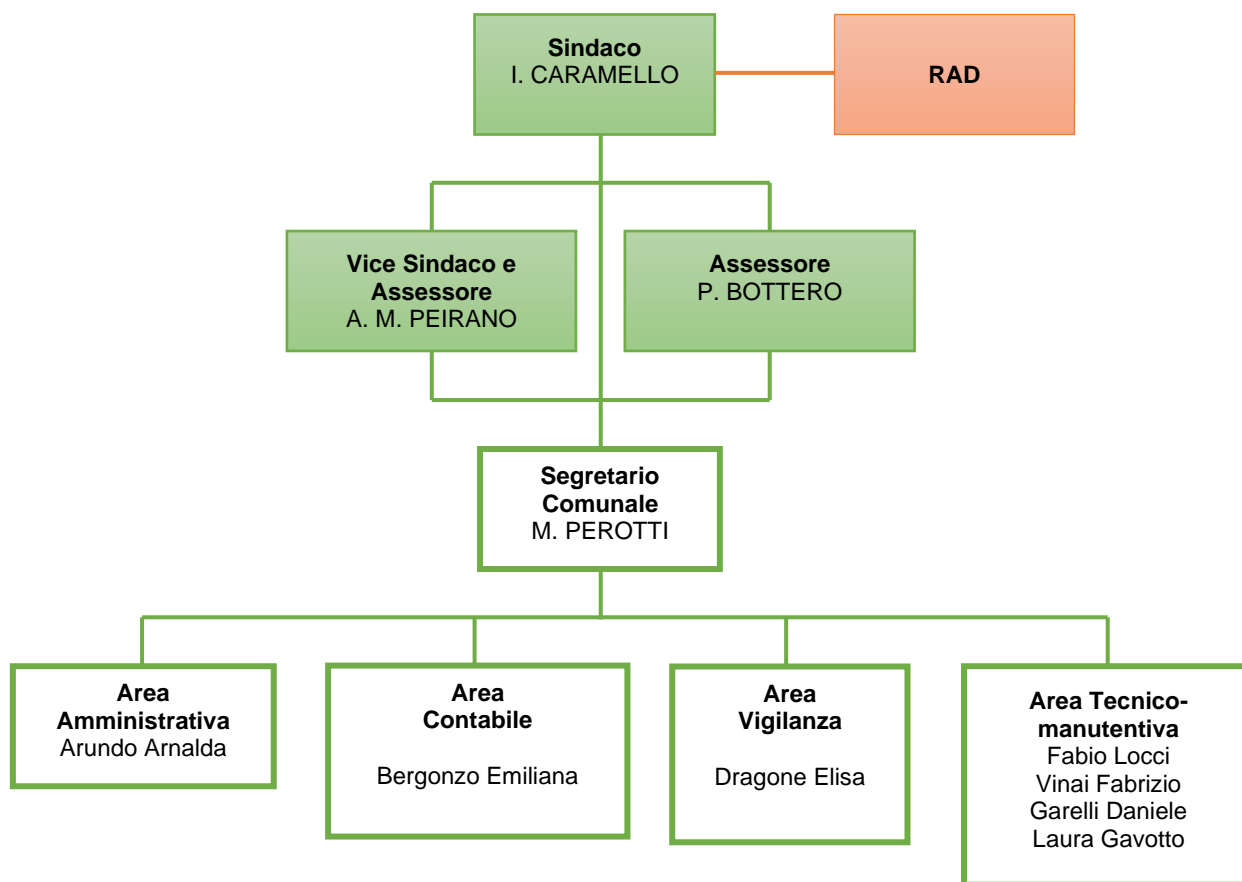 Sindaco
I. CARAMELLO
RAD
Vice Sindaco e
Assessore
A. M. PEIRANO
Assessore
P. BOTTERO
Segretario
Comunale
M. PEROTTI
Area
Amministrativa
Arundo Arnalda
Area
Contabile
Bergonzo Emiliana
Area
Vigilanza
Dragone Elisa
Area Tecnico-
manutentiva
Fabio Locci
Vinai Fabrizio
Garelli Daniele
Laura Gavotto